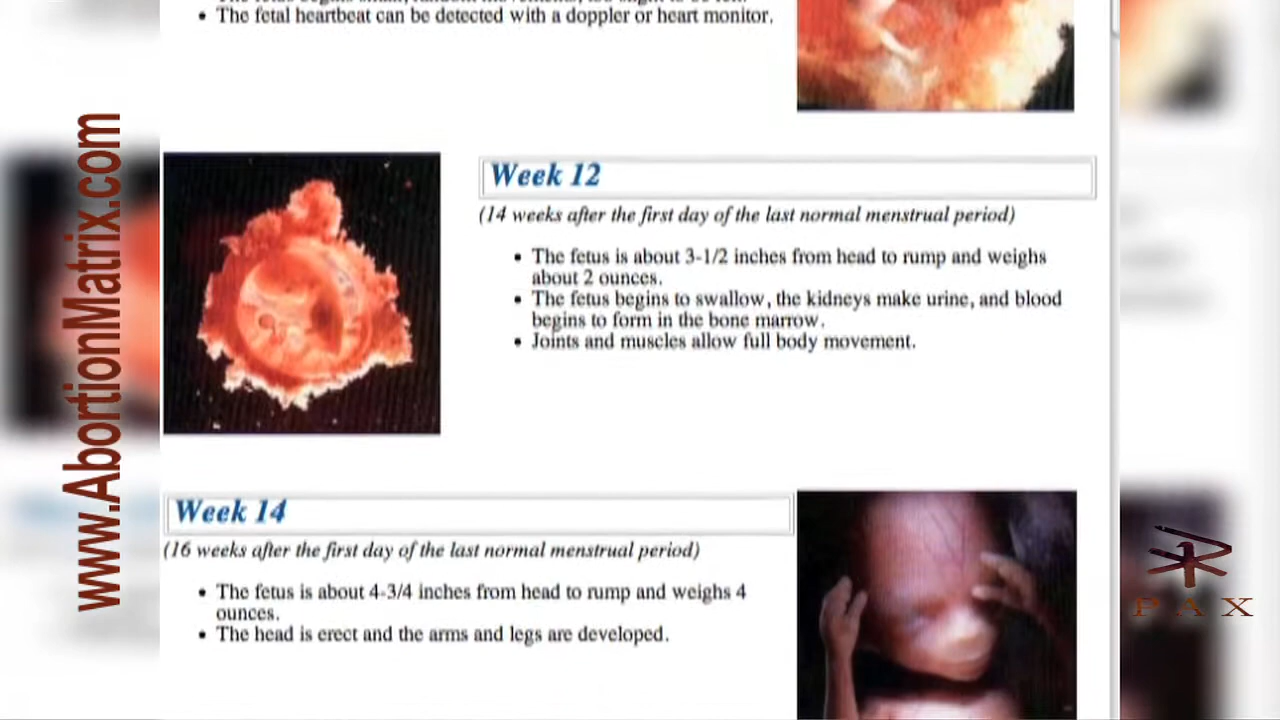 The fetal heartbeat can be detected with a doppler or heart monitor.
www.AbortionMatrix.com
Week 12
(14 weeks after the first day of the last normal menstrual period)
• The fetus is about 3-1/2 inches from head to rump and weighs
about 2 ounces.
• The fetus begins to swallow, the kidneys make urine, and blood
begins to form in the bone marrow.
• Joints and muscles allow full body movement.
Week 14
(16 weeks after the first day of the last normal menstrual period)
• The fetus is about 4-3/4 inches from head to rump and weighs 4
ounces.
• The head is erect and the arms and legs are developed.
PAX